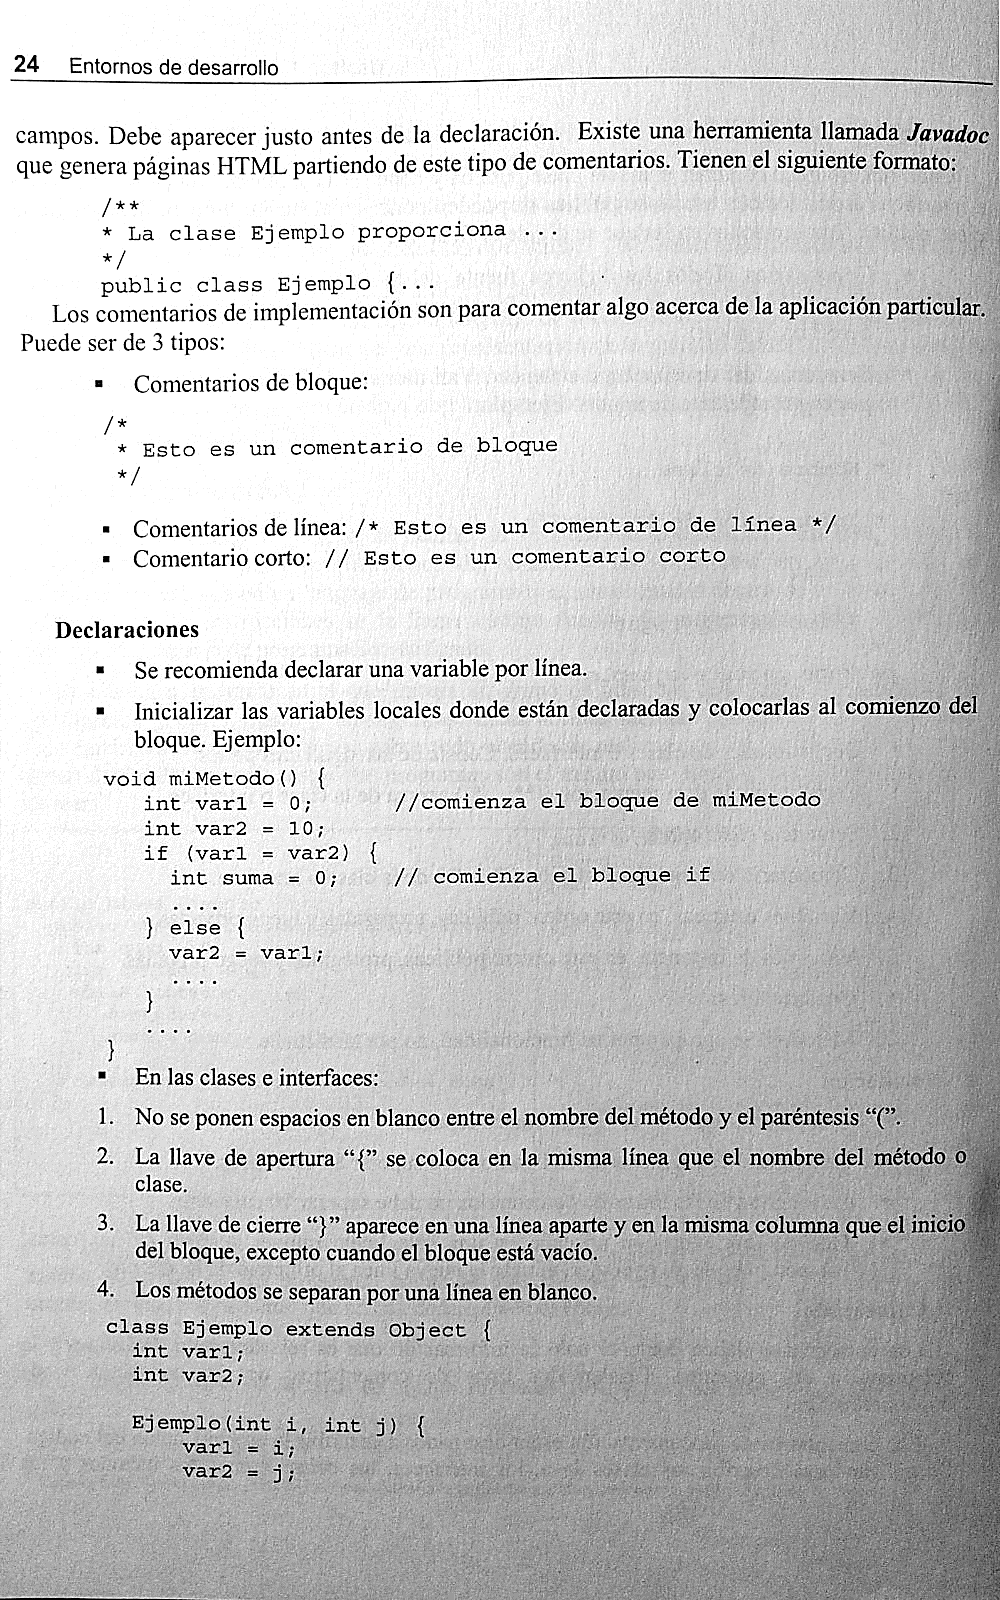 24 Entornos de desarrollo
campos. Debe aparecer justo antes de la declaración. Existe una herramienta llamada Javadoc
que genera páginas HTML partiendo de este tipo de comentarios. Tienen el siguiente formato:
/**
* La clase Ejemplo proporciona ...
*/
public class Ejemplo {...
Los comentarios de implementación son para comentar algo acerca de la aplicación particular.
Puede ser de 3 tipos:
▪ Comentarios de bloque:
/*
* Esto es un comentario de bloque
*/
▪ Comentarios de línea: /* Esto es un comentario de línea */
▪ Comentario corto: // Esto es un comentario corto
Declaraciones
▪ Se recomienda declarar una variable por línea.
▪ Inicializar las variables locales donde están declaradas y colocarlas al comienzo del
bloque. Ejemplo:
void miMetodo() {
int var1 = 0; //comienza el bloque de miMetodo
int var2 = 10;
if (var1 = var2) {
int suma = 0; // comienza el bloque if
....
} else {
var2 = var1;
....
}
....
}
▪ En las clases e interfaces:
1. No se ponen espacios en blanco entre el nombre del método y el paréntesis “(”.
2. La llave de apertura “{” se coloca en la misma línea que el nombre del método o
clase.
3. La llave de cierre “}” aparece en una línea aparte y en la misma columna que el inicio
del bloque, excepto cuando el bloque está vacío.
4. Los métodos se separan por una línea en blanco.
class Ejemplo extends Object {
int var1;
int var2;
Ejemplo(int i, int j) {
var1 = i;
var2 = j;